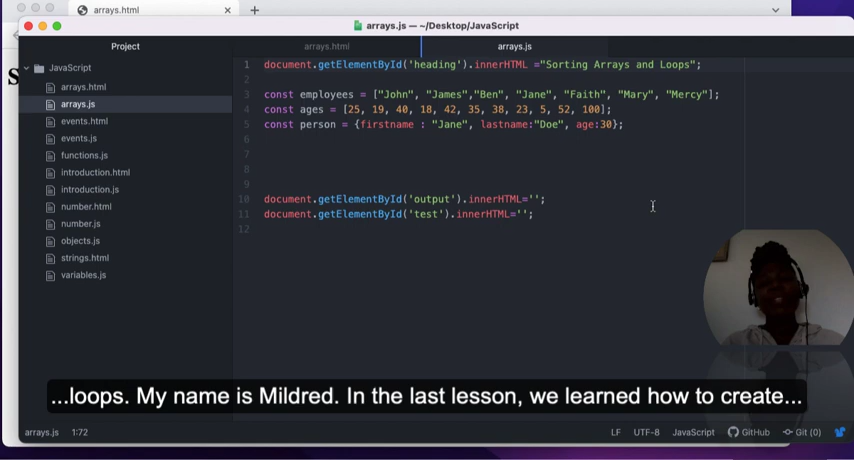 arrays.html
arrays.js — ~/Desktop/JavaScript
Project
arrays.html
arrays.js
JavaScript
arrays.html
arrays.js
events.html
events.js
functions.js
introduction.html
introduction.js
number.html
number.js
objects.js
strings.html
variables.js
1 document.getElementById('heading').innerHTML ="Sorting Arrays and Loops";
2
3 const employees = ["John", "James","Ben", "Jane", "Faith", "Mary", "Mercy"];
4 const ages = [25, 19, 40, 18, 42, 35, 38, 23, 5, 52, 100];
5 const person = {firstname : "Jane", lastname:"Doe", age:30};
6
7
8
9
10 document.getElementById('output').innerHTML='';
11 document.getElementById('test').innerHTML='';
12
S
...loops. My name is Mildred. In the last lesson, we learned how to create...
arrays.js 1:72 LF UTF-8 JavaScript GitHub Git (0)